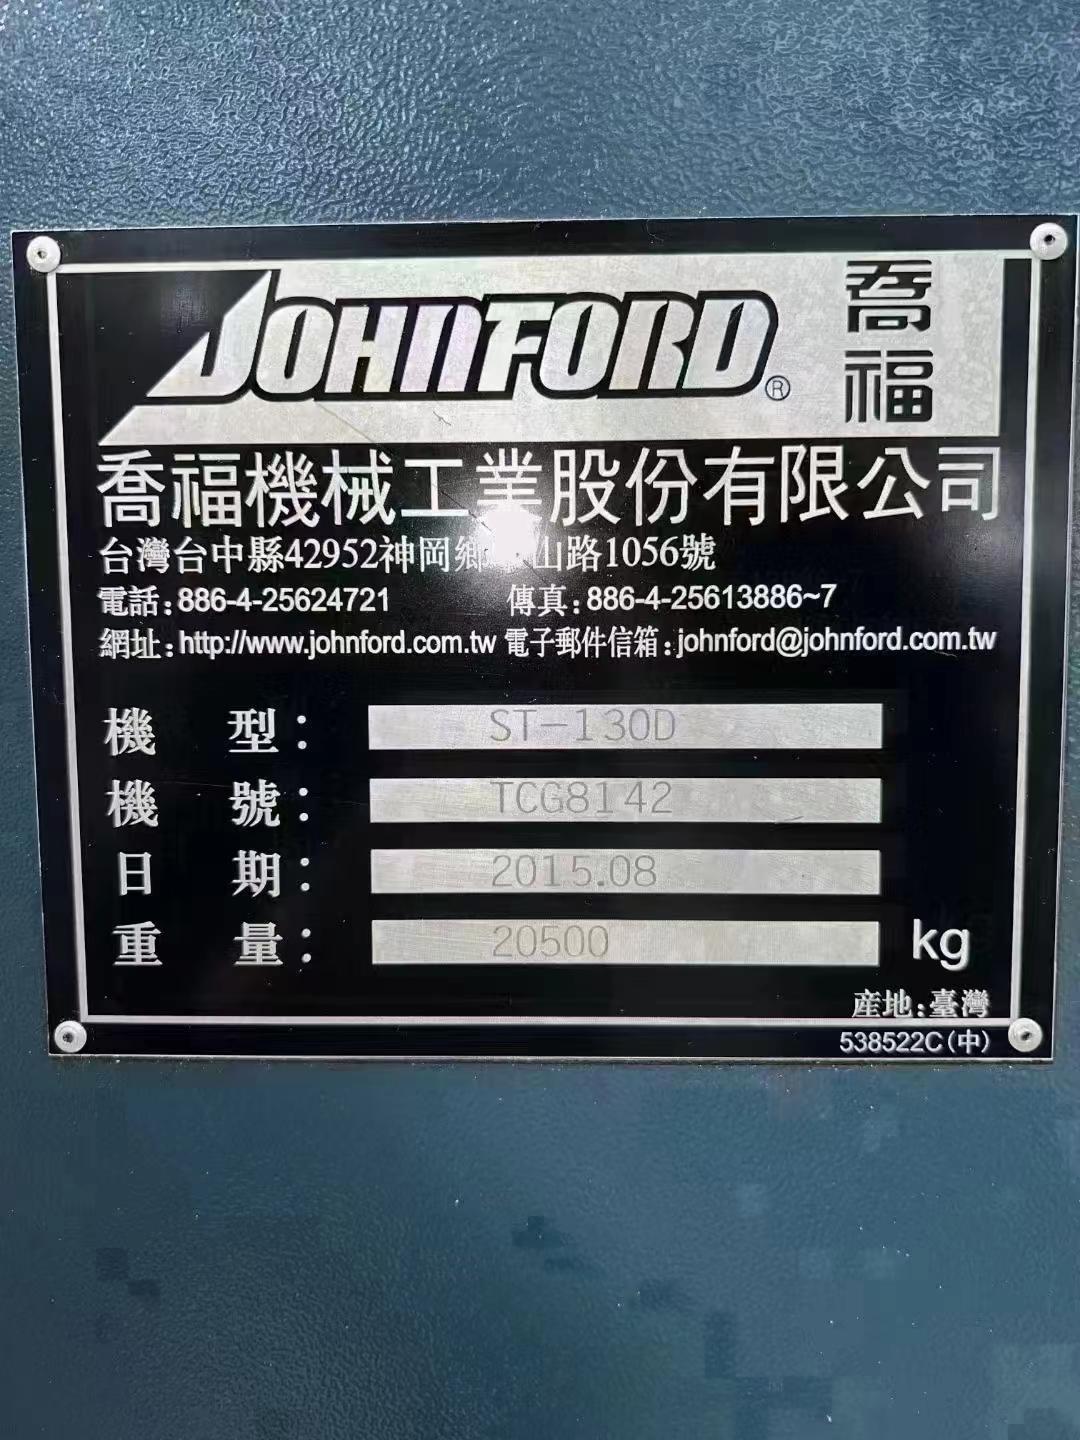 JOHNFORD® 喬福
喬福機械工業股份有限公司
台灣台中縣42952神岡鄉 山路1056號
電話:886-4-25624721 傳真:886-4-25613886~7
網址:http://www.johnford.com.tw 電子郵件信箱:johnford@johnford.com.tw
機 型: ST-130D
機 號: TCG8142
日 期: 2015.08
重 量: 20500 kg
産地:臺灣
538522C(中)